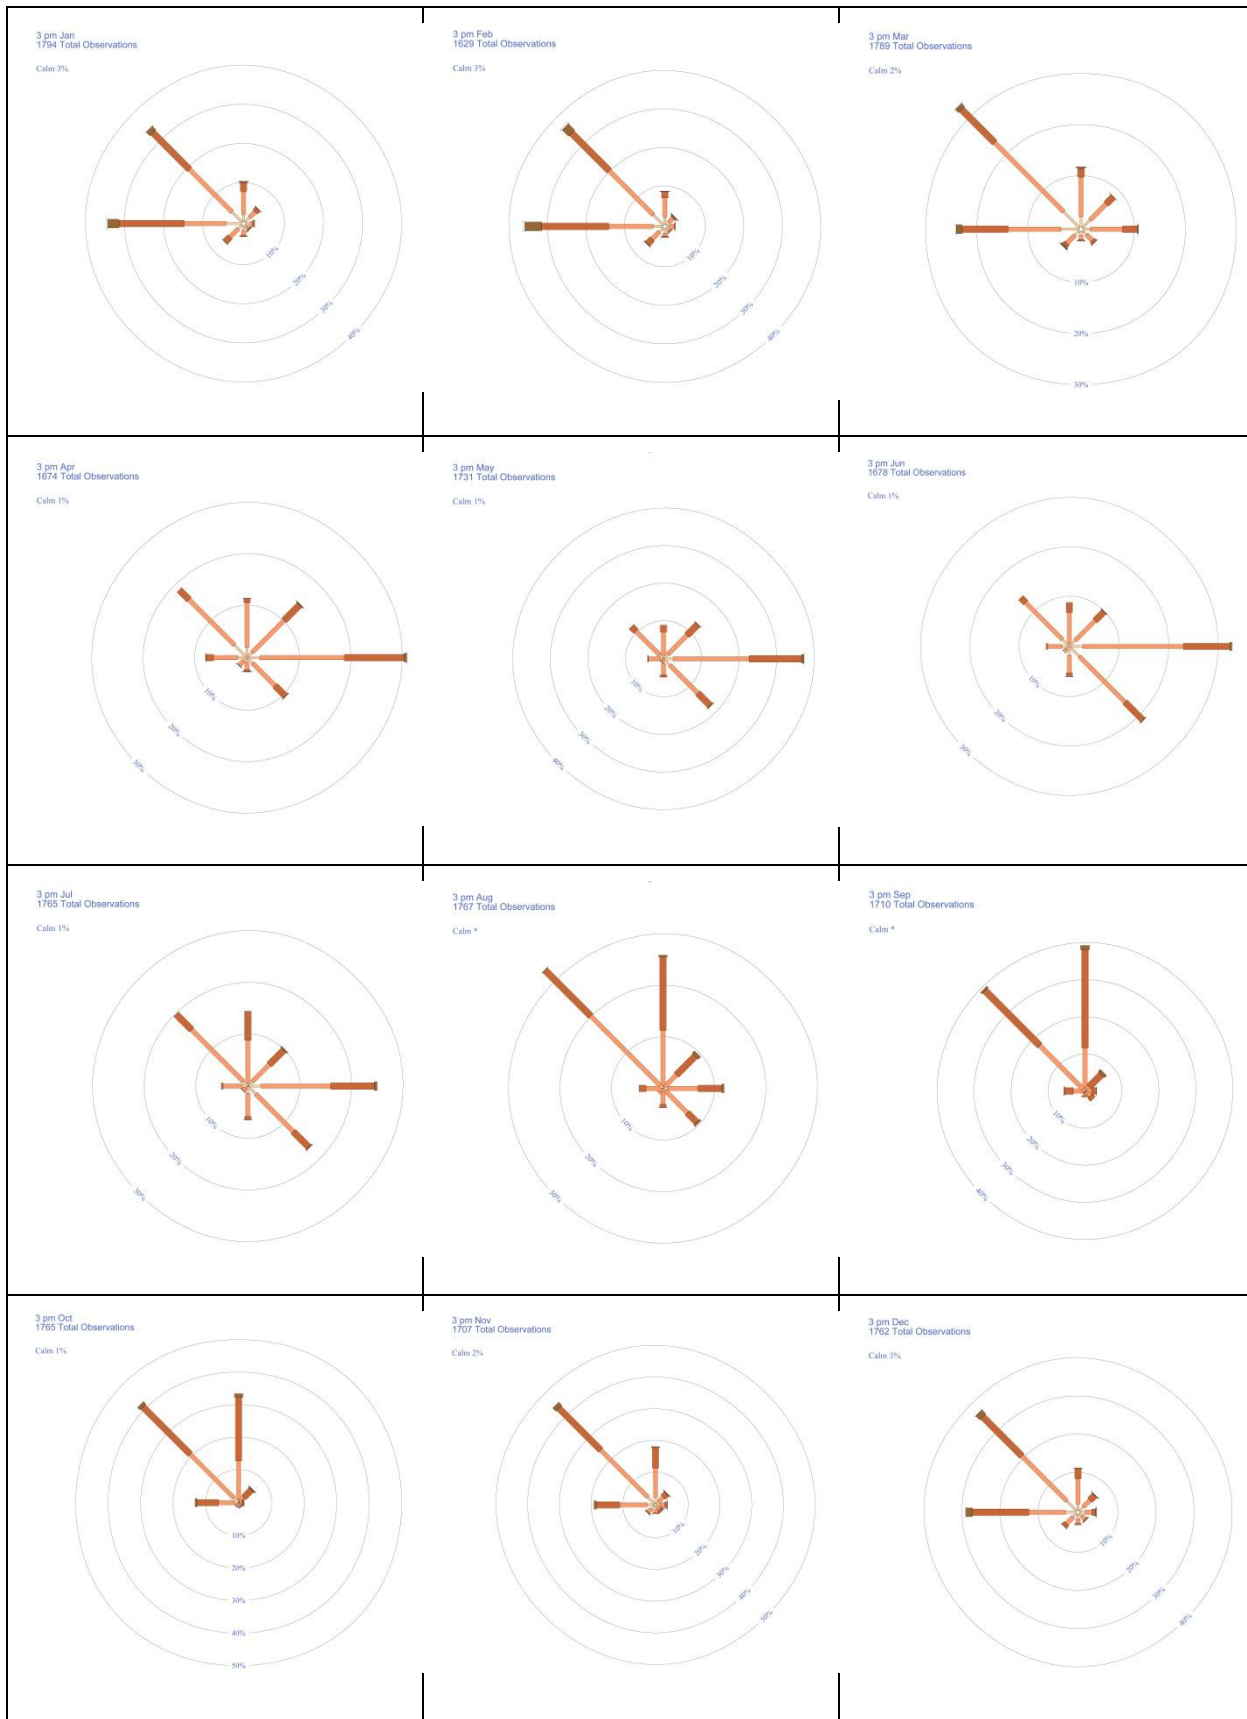 3 pm Jan
1794 Total Observations
Calm 3%
10%
20%
30%
40%
3 pm Feb
1629 Total Observations
Calm 3%
10%
20%
30%
40%
3 pm Mar
1789 Total Observations
Calm 2%
10%
20%
30%
3 pm Apr
1674 Total Observations
Calm 1%
10%
20%
30%
3 pm May
1731 Total Observations
Calm 1%
10%
20%
30%
40%
3 pm Jun
1678 Total Observations
Calm 1%
10%
20%
30%
3 pm Jul
1765 Total Observations
Calm 1%
10%
20%
30%
3 pm Aug
1767 Total Observations
Calm *
10%
20%
30%
3 pm Sep
1710 Total Observations
Calm *
10%
20%
30%
40%
3 pm Oct
1765 Total Observations
Calm 1%
10%
20%
30%
40%
50%
3 pm Nov
1707 Total Observations
Calm 2%
10%
20%
30%
40%
50%
3 pm Dec
1762 Total Observations
Calm 3%
10%
20%
30%
40%